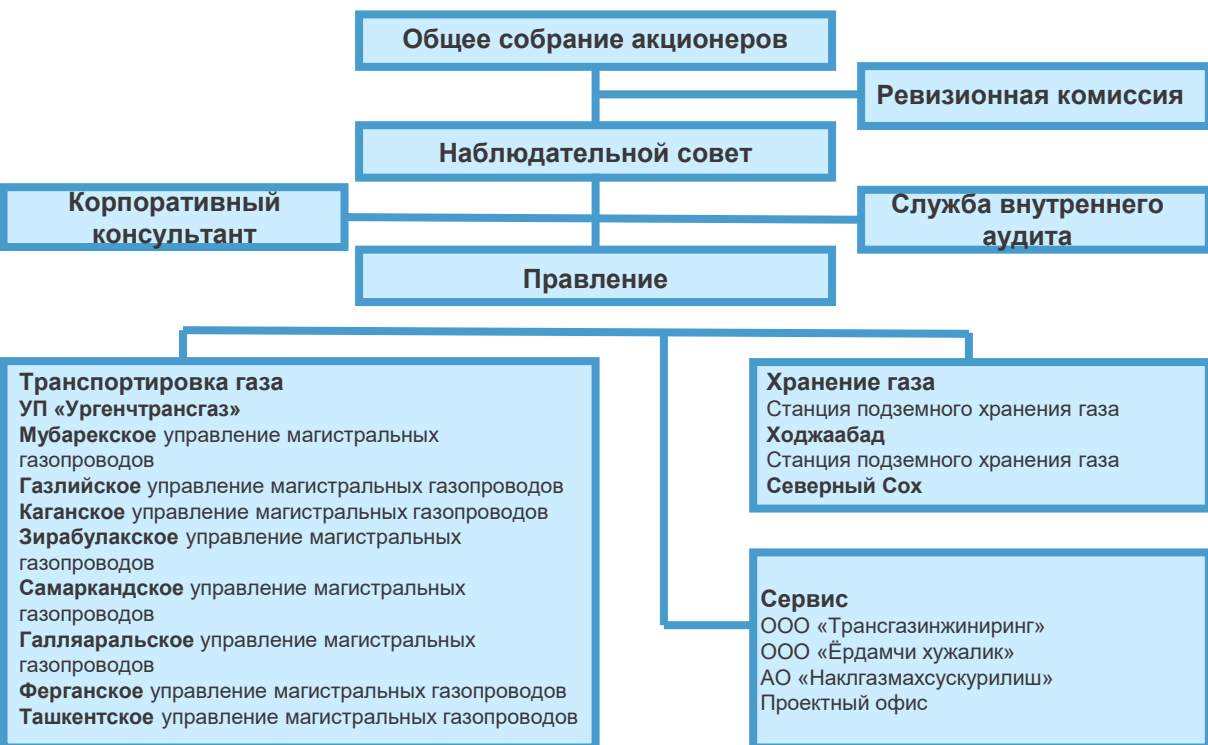 Общее собрание акционеров
Ревизионная комиссия
Наблюдательной совет
Корпоративный
консультант
Служба внутреннего
аудита
Правление
Транспортировка газа
УП «Ургенчтрансгаз»
Мубарекское управление магистральных
газопроводов
Газлийское управление магистральных газопроводов
Каганское управление магистральных газопроводов
Зирабулакское управление магистральных
газопроводов
Самаркандское управление магистральных
газопроводов
Галляаральское управление магистральных
газопроводов
Ферганское управление магистральных газопроводов
Ташкентское управление магистральных газопроводов
Хранение газа
Станция подземного хранения газа
Ходжаабад
Станция подземного хранения газа
Северный Сох
Сервис
ООО «Трансгазинжиниринг»
ООО «Ёрдамчи хужалик»
АО «Наклгазмахсускурилиш»
Проектный офис